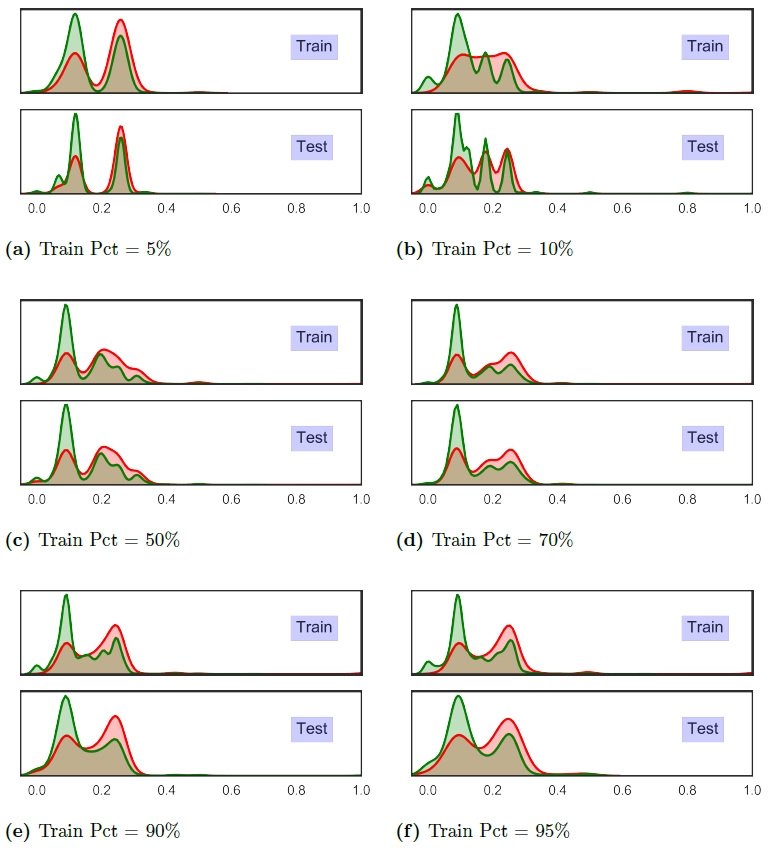 Train
Train
Test
Test
0.0 0.2 0.4 0.6 0.8 1.0
0.0 0.2 0.4 0.6 0.8 1.0
(a) Train Pct = 5%
(b) Train Pct = 10%
Train
Train
Test
Test
0.0 0.2 0.4 0.6 0.8 1.0
0.0 0.2 0.4 0.6 0.8 1.0
(c) Train Pct = 50%
(d) Train Pct = 70%
Train
Train
Test
Test
0.0 0.2 0.4 0.6 0.8 1.0
0.0 0.2 0.4 0.6 0.8 1.0
(e) Train Pct = 90%
(f) Train Pct = 95%